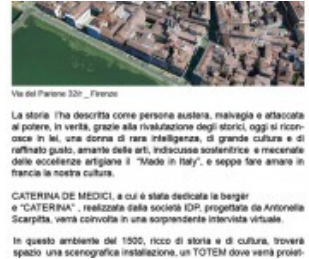 Via del Parione 32/r _ Firenze
La storia l'ha descritta come persona austera, malvagia e attaccata
al potere, in verità, grazie alla rivalutazione degli storici, oggi si ricon-
osce in lei, una donna di rara intelligenza, di grande cultura e di
raffinato gusto, amante delle arti, indiscussa sostenitrice e mecenate
delle eccellenze artigiane il "Made in Italy", e seppe fare amare in
francia la nostra cultura.
CATERINA DE MEDICI, a cui è stata dedicata la bergèr
e "CATERINA" , realizzata dalla società IDP, progettata da Antonella
Scarpitta, verrà coinvolta in una sorprendente intervista virtuale.
In questo ambiente del 1500, ricco di storia e di cultura, troverà
spazio una scenografica installazione, un TOTEM dove verrà proiet-